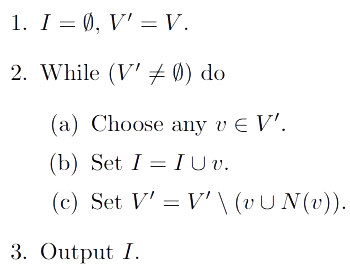 1. I = ∅, V′ = V.
2. While (V′ ≠ ∅) do
(a) Choose any v ∈ V′.
(b) Set I = I ∪ v.
(c) Set V′ = V′ \ (v ∪ N(v)).
3. Output I.